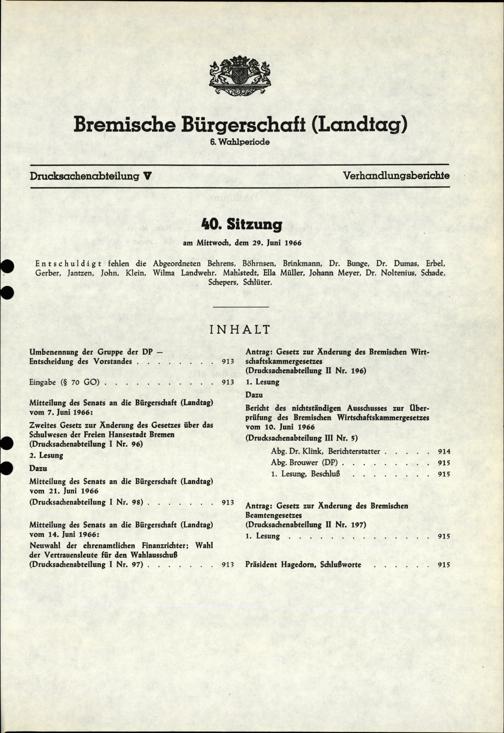 Bremische Bürgerschaft (Landtag)
6. Wahlperiode
Drucksachenabteilung V
Verhandlungsberichte
40. Sitzung
am Mittwoch, dem 29. Juni 1966
Entschuldigt fehlen die Abgeordneten Behrens, Böhrnsen, Brinkmann, Dr. Bunge, Dr. Dumas, Erbel,
Gerber, Jantzen, John, Klein, Wilma Landwehr, Mahlstedt, Ella Müller, Johann Meyer, Dr. Noltenius, Schade,
Schepers, Schlüter.
INHALT
Umbenennung der Gruppe der DP —
Entscheidung des Vorstandes . . . . . . . . 913
Eingabe (§ 70 GO) . . . . . . . . . . . 913
Mitteilung des Senats an die Bürgerschaft (Landtag)
vom 7. Juni 1966:
Zweites Gesetz zur Änderung des Gesetzes über das
Schulwesen der Freien Hansestadt Bremen
(Drucksachenabteilung I Nr. 96)
2. Lesung
Dazu
Mitteilung des Senats an die Bürgerschaft (Landtag)
vom 21. Juni 1966
(Drucksachenabteilung I Nr. 98) . . . . . . . 913
Mitteilung des Senats an die Bürgerschaft (Landtag)
vom 14. Juni 1966:
Neuwahl der ehrenamtlichen Finanzrichter; Wahl
der Vertrauensleute für den Wahlausschuß
(Drucksachenabteilung I Nr. 97) . . . . . . . 913
Antrag: Gesetz zur Änderung des Bremischen Wirt-
schaftskammergesetzes
(Drucksachenabteilung II Nr. 196)
1. Lesung
Dazu
Bericht des nichtständigen Ausschusses zur Über-
prüfung des Bremischen Wirtschaftskammergesetzes
vom 10. Juni 1966
(Drucksachenabteilung III Nr. 5)
Abg. Dr. Klink, Berichterstatter . . . . . 914
Abg. Brouwer (DP) . . . . . . . . . 915
1. Lesung, Beschluß . . . . . . . . 915
Antrag: Gesetz zur Änderung des Bremischen
Beamtengesetzes
(Drucksachenabteilung II Nr. 197)
1. Lesung . . . . . . . . . . . . . . 915
Präsident Hagedorn, Schlußworte . . . . . . 915